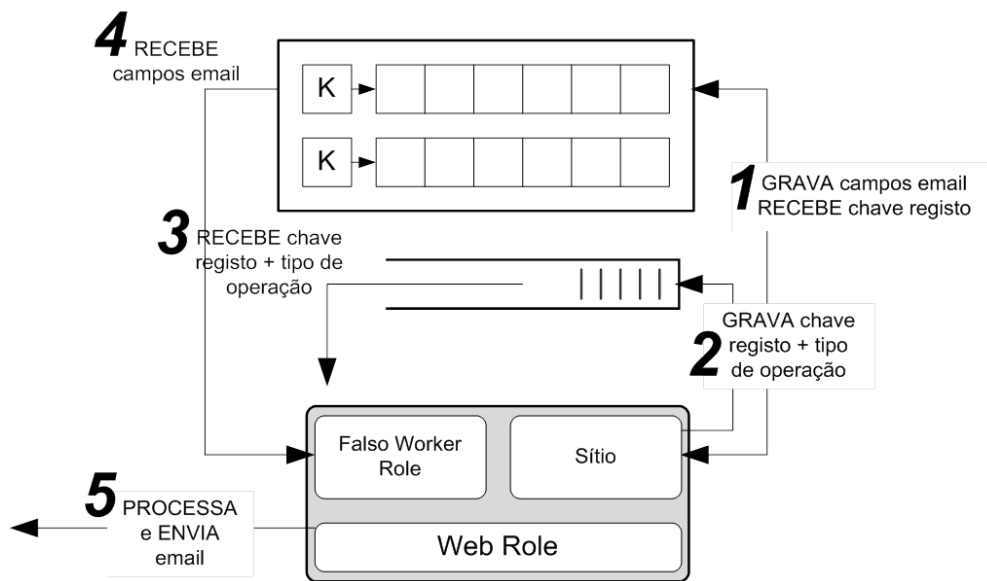 4 RECEBE
campos email
K
K
1 GRAVA campos email
RECEBE chave registo
3 RECEBE chave
registo + tipo de
operação
2 GRAVA chave
registo + tipo
de operação
Falso Worker
Role
Sítio
5 PROCESSA
e ENVIA
email
Web Role